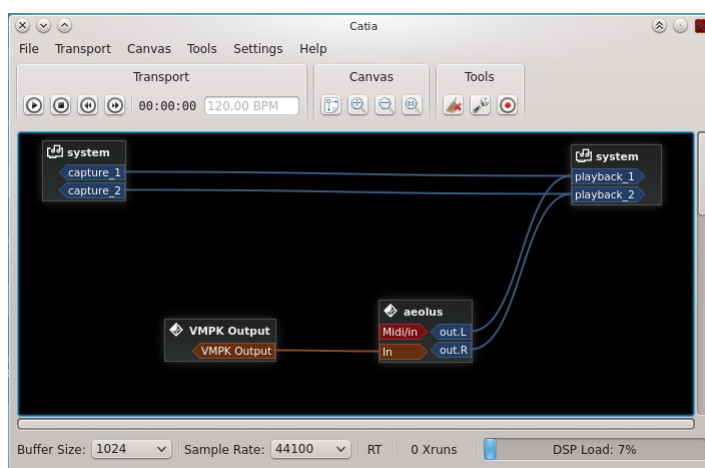 Catia
File Transport Canvas Tools Settings Help
Transport
Canvas
Tools
00:00:00 120,00 BPM
system
capture_1
capture_2
system
playback_1
playback_2
VMPK Output
VMPK Output
aeolus
Midi/in out.L
In out.R
Buffer Size: 1024 Sample Rate: 44100 RT 0 Xruns DSP Load: 7%